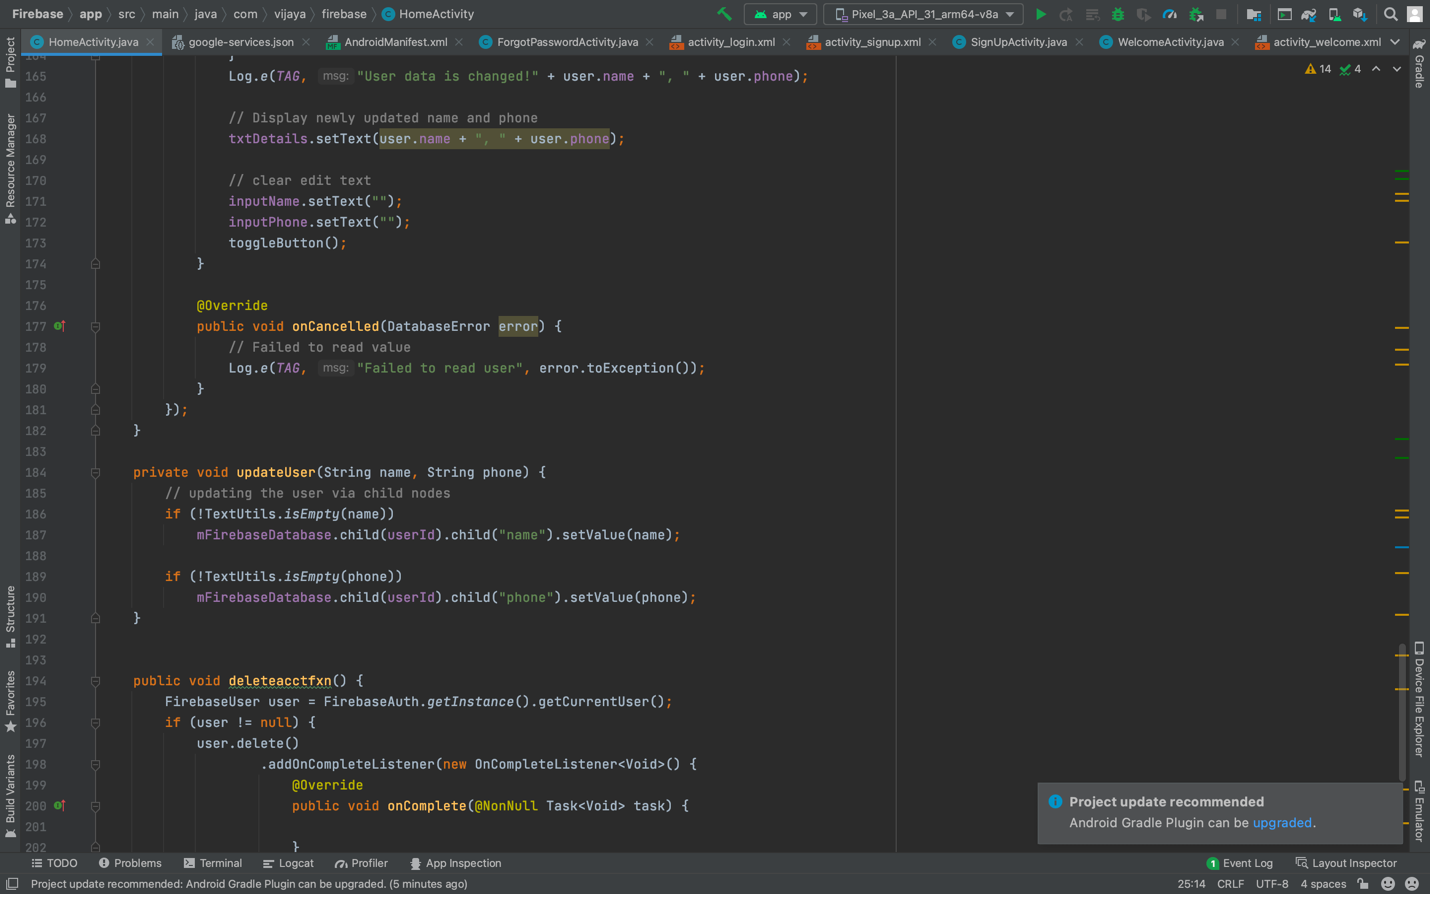 Firebase app src main java com vijaya firebase HomeActivity app Pixel_3a_API_31_arm64-v8a
HomeActivity.java google-services.json AndroidManifest.xml ForgotPasswordActivity.java activity_login.xml activity_signup.xml SignUpActivity.java WelcomeActivity.java activity_welcome.xml
Project
Resource Manager
Structure
Favorites
Build Variants
164 }
165 Log.e(TAG, msg: "User data is changed!" + user.name + ", " + user.phone);
166
167 // Display newly updated name and phone
168 txtDetails.setText(user.name + ", " + user.phone);
169
170 // clear edit text
171 inputName.setText("");
172 inputPhone.setText("");
173 toggleButton();
174 }
175
176 @Override
177 public void onCancelled(DatabaseError error) {
178 // Failed to read value
179 Log.e(TAG, msg: "Failed to read user", error.toException());
180 }
181 });
182 }
183
184 private void updateUser(String name, String phone) {
185 // updating the user via child nodes
186 if (!TextUtils.isEmpty(name))
187 mFirebaseDatabase.child(userId).child("name").setValue(name);
188
189 if (!TextUtils.isEmpty(phone))
190 mFirebaseDatabase.child(userId).child("phone").setValue(phone);
191 }
192
193
194 public void deleteacctfxn() {
195 FirebaseUser user = FirebaseAuth.getInstance().getCurrentUser();
196 if (user != null) {
197 user.delete()
198 .addOnCompleteListener(new OnCompleteListener<Void>() {
199 @Override
200 public void onComplete(@NonNull Task<Void> task) {
201
202 }
14 4
Gradle
Device File Explorer
Emulator
Project update recommended
Android Gradle Plugin can be upgraded.
TODO Problems Terminal Logcat Profiler App Inspection 1 Event Log Layout Inspector
Project update recommended: Android Gradle Plugin can be upgraded. (5 minutes ago) 25:14 CRLF UTF-8 4 spaces